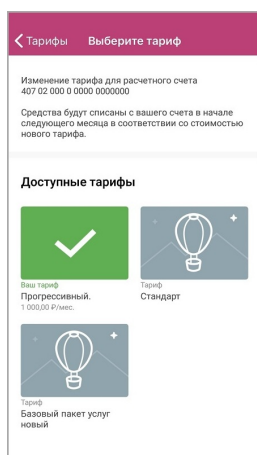 Тарифы Выберите тариф
Изменение тарифа для расчетного счета
407 02 000 0 0000 0000000
Средства будут списаны с вашего счета в начале
следующего месяца в соответствии со стоимостью
нового тарифа.
Доступные тарифы
Ваш тариф
Прогрессивный.
1 000,00 ₽/мес.
Тариф
Стандарт
Тариф
Базовый пакет услуг
новый